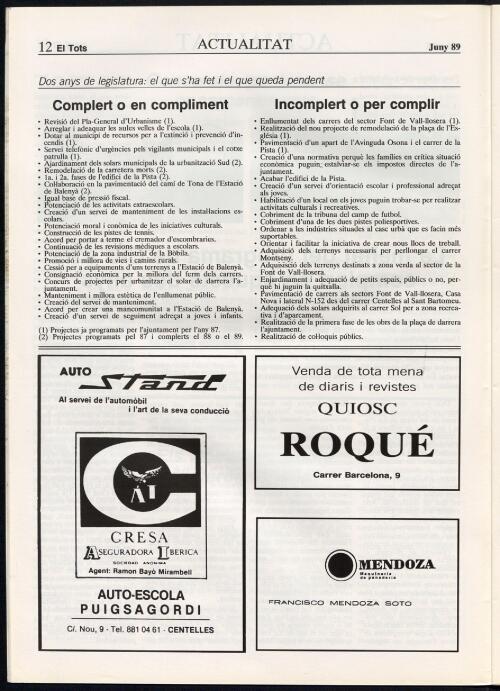 12 El Tots
ACTUALITAT
Juny 89
Dos anys de legislatura: el que s'ha fet i el que queda pendent
Complert o en compliment
• Revisió del Pla-General d'Urbanisme (1).
• Arreglar i adequar les aules velles de l'escola (1).
• Dotar al municipi de recursos per a l'extinció i prevenció d'in-
cendis (1).
• Servei telefònic d'urgències pels vigilants municipals i el cotxe
patrulla (1).
• Ajardinament dels solars municipals de la urbanització Sud (2).
• Remodelació de la carretera morts (2).
• 1a. i 2a. fases de l'edifici de la Pista (2).
• Col·laboració en la pavimentació del camí de Tona de l'Estació
de Balenyà (2).
• Igual base de pressió fiscal.
• Potenciació de les activitats extraescolars.
• Creació d'un servei de manteniment de les instal·lacions es-
colars.
• Potenciació moral i conòmica de les iniciatives culturals.
• Construcció de les pistes de tennis.
• Acord per portar a terme el cremador d'escombraries.
• Continuació de les revisions mèdiques a escolars.
• Potenciació de la zona industrial de la Bòbila.
• Promoció i millora de vies i camins rurals.
• Cessió per a equipaments d'uns terrenys a l'Estació de Balenyà.
• Consignació econòmica per la millora del ferm dels carrers.
• Concurs de projectes per urbanitzar el solar de darrera l'a-
juntament.
• Manteniment i millora estètica de l'enllumenat públic.
• Creació del servei de manteniment.
• Acord per crear una mancomunitat a l'Estació de Balenyà.
• Creació d'un servei de seguiment adreçat a joves i infants.
(1) Projectes ja programats per l'ajuntament per l'any 87.
(2) Projectes programats pel 87 i complerts el 88 o el 89.
Incomplert o per complir
• Enllumentat dels carrers del sector Font de Vall-llosera (1).
• Realització del nou projecte de remodelació de la plaça de l'Es-
glésia (1).
• Pavimentació d'un apart de l'Avinguda Osona i el carrer de la
Pista (1).
• Creació d'una normativa perquè les famílies en crítica situació
econòmica puguin; estalviar-se els impostos directes de l'a-
juntament.
• Acabar l'edifici de la Pista.
• Creació d'un servei d'orientació escolar i professional adreçat
als joves.
• Habilitació d'un local on els joves puguin trobar-se per realitzar
activitats culturals i recreatives.
• Cobriment de la tribuna del camp de futbol.
• Cobriment d'una de les dues pistes poliesportives.
• Ordenar a les indústries situades al casc urbà que es facin més
suportables.
• Orientar i facilitar la iniciativa de crear nous llocs de treball.
• Adquisició dels terrenys necessaris per perllongar el carrer
Montseny.
• Adquisició dels terrenys destinats a zona verda al sector de la
Font de Vall-llosera.
• Enjardinament i adequació de petits espais, públics o no, per-
què hi juguin la quitxalla.
• Pavimentació de carrers als sectors Font de Vall-llosera, Casa
Nova i lateral N-152 des del carrer Centelles al Sant Bartomeu.
• Adequació dels solars adquirits al carrer Sol per a zona recrea-
tiva i d'aparcament.
• Realització de la primera fase de les obres de la plaça de darrera
l'ajuntament.
• Realització de col·loquis públics.
AUTO
Stand
Al servei de l'automòbil
i l'art de la seva conducció
AI
CRESA
ASEGURADORA IBERICA
SOCIEDAD ANONIMA
Agent: Ramon Bayò Mirambell
AUTO-ESCOLA
PUIGSAGORDI
C/. Nou, 9 - Tel. 881 04 61 - CENTELLES
Venda de tota mena
de diaris i revistes
QUIOSC
ROQUÉ
Carrer Barcelona, 9
MENDOZA
Maquinaria
de panaderia
FRANCISCO MENDOZA SOTO